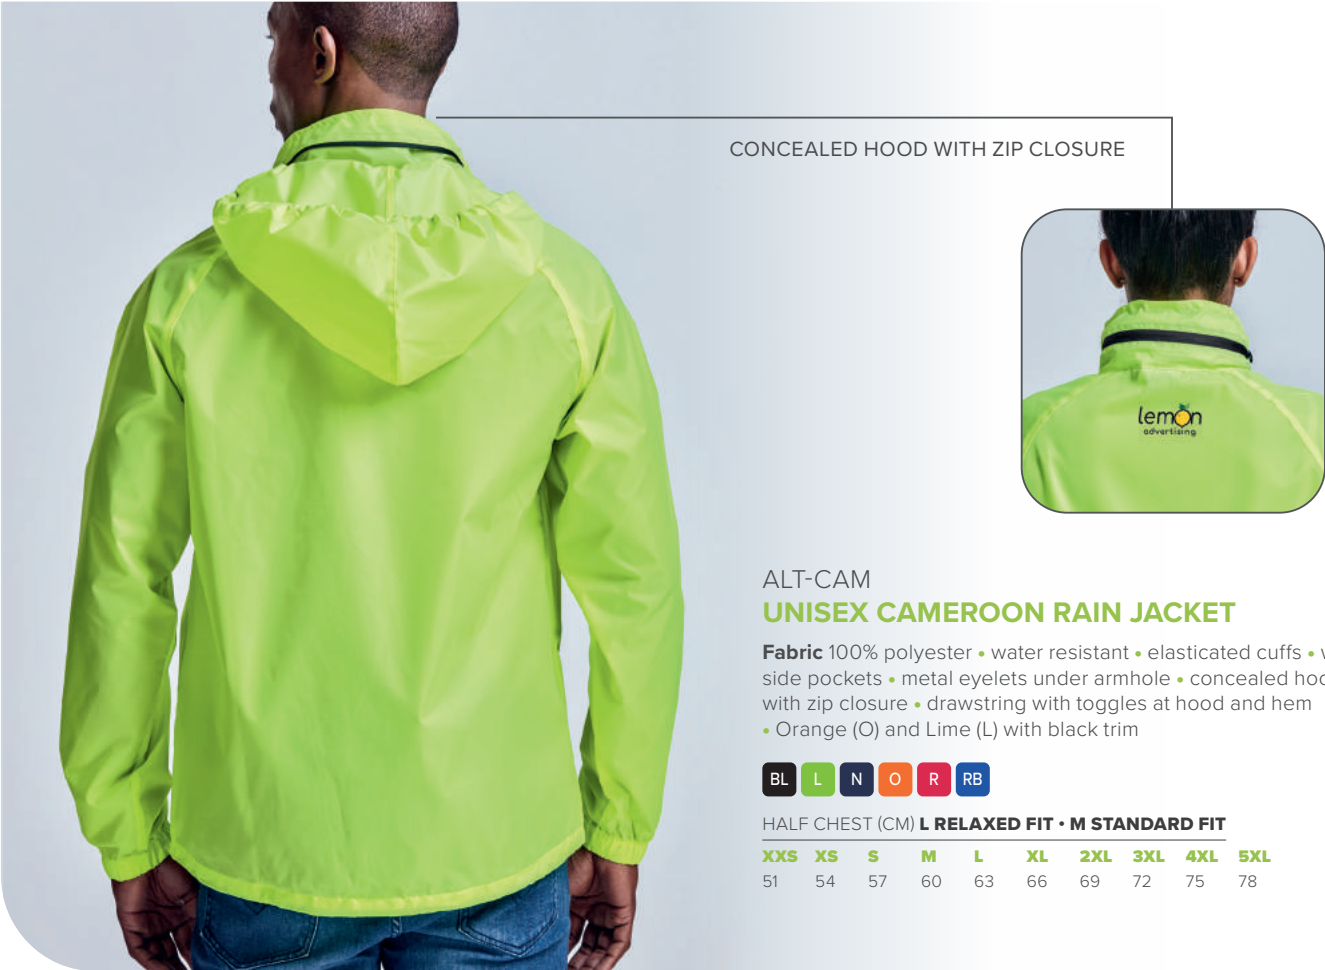 CONCEALED HOOD WITH ZIP CLOSURE
lemon
advertising
ALT-CAM
UNISEX CAMEROON RAIN JACKET
Fabric 100% polyester • water resistant • elasticated cuffs •
side pockets • metal eyelets under armhole • concealed
with zip closure • drawstring with toggles at hood and hem
• Orange (O) and Lime (L) with black trim
BL L N O R RB
HALF CHEST (CM) L RELAXED FIT • M STANDARD FIT
XXS XS S M L XL 2XL 3XL 4XL 5XL
51 54 57 60 63 66 69 72 75 78